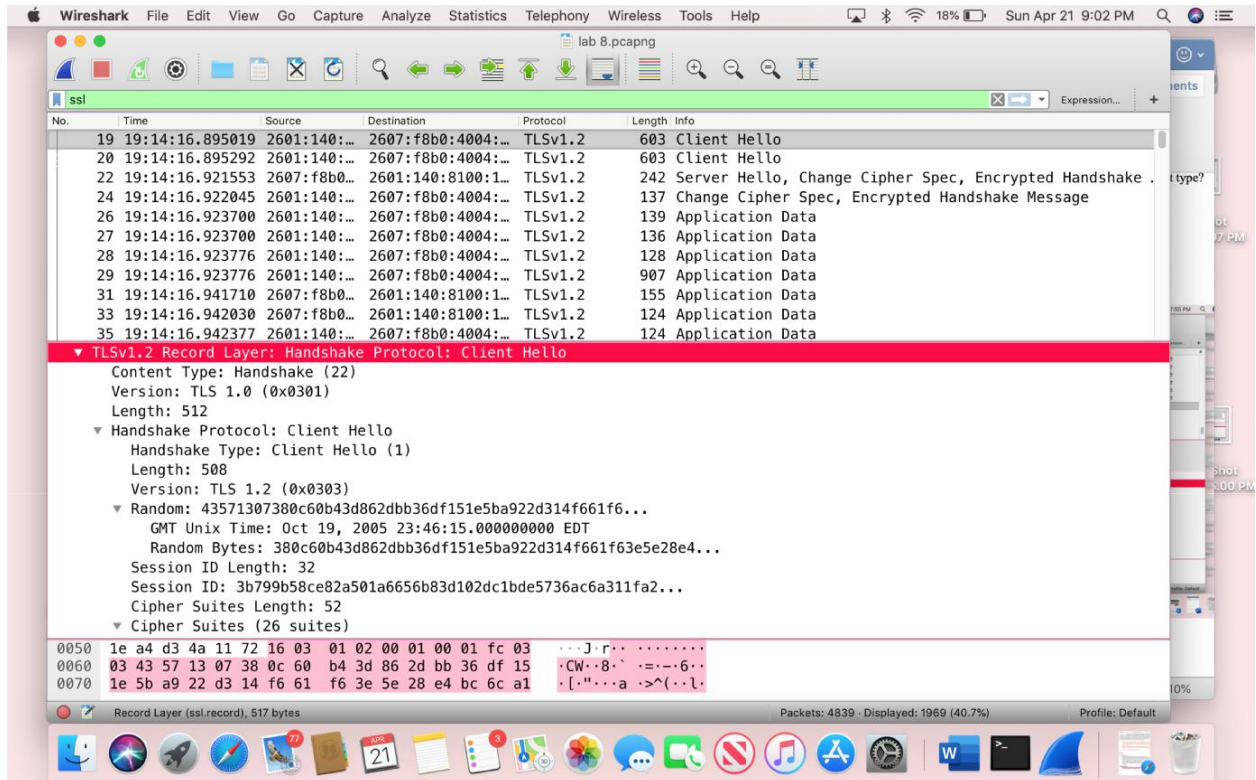 Wireshark File Edit View Go Capture Analyze Statistics Telephony Wireless Tools Help 18% Sun Apr 21 9:02 PM
lab 8.pcapng
ssl Expression... +
No. Time Source Destination Protocol Length Info
19 19:14:16.895019 2601:140:… 2607:f8b0:4004:… TLSv1.2 603 Client Hello
20 19:14:16.895292 2601:140:… 2607:f8b0:4004:… TLSv1.2 603 Client Hello
22 19:14:16.921553 2607:f8b0… 2601:140:8100:1… TLSv1.2 242 Server Hello, Change Cipher Spec, Encrypted Handshake .
24 19:14:16.922045 2601:140:… 2607:f8b0:4004:… TLSv1.2 137 Change Cipher Spec, Encrypted Handshake Message
26 19:14:16.923700 2601:140:… 2607:f8b0:4004:… TLSv1.2 139 Application Data
27 19:14:16.923700 2601:140:… 2607:f8b0:4004:… TLSv1.2 136 Application Data
28 19:14:16.923776 2601:140:… 2607:f8b0:4004:… TLSv1.2 128 Application Data
29 19:14:16.923776 2601:140:… 2607:f8b0:4004:… TLSv1.2 907 Application Data
31 19:14:16.941710 2607:f8b0… 2601:140:8100:1… TLSv1.2 155 Application Data
33 19:14:16.942030 2607:f8b0… 2601:140:8100:1… TLSv1.2 124 Application Data
35 19:14:16.942377 2601:140:… 2607:f8b0:4004:… TLSv1.2 124 Application Data
TLSv1.2 Record Layer: Handshake Protocol: Client Hello
Content Type: Handshake (22)
Version: TLS 1.0 (0x0301)
Length: 512
Handshake Protocol: Client Hello
Handshake Type: Client Hello (1)
Length: 508
Version: TLS 1.2 (0x0303)
Random: 43571307380c60b43d862dbb36df151e5ba922d314f661f6...
GMT Unix Time: Oct 19, 2005 23:46:15.000000000 EDT
Random Bytes: 380c60b43d862dbb36df151e5ba922d314f661f63e5e28e4...
Session ID Length: 32
Session ID: 3b799b58ce82a501a6656b83d102dc1bde5736ac6a311fa2...
Cipher Suites Length: 52
Cipher Suites (26 suites)
0050 1e a4 d3 4a 11 72 16 03 01 02 00 01 00 01 fc 03 ···J·r·· ········
0060 03 43 57 13 07 38 0c 60 b4 3d 86 2d bb 36 df 15 ·CW··8·` ·=·-·6··
0070 1e 5b a9 22 d3 14 f6 61 f6 3e 5e 28 e4 bc 6c a1 ·[·"···a ·>^(··l·
Record Layer (ssl.record), 517 bytes Packets: 4839 · Displayed: 1969 (40.7%) Profile: Default
ents
t type?
7 PM
shot
.00 PM
10%
77
APR
21
3
W